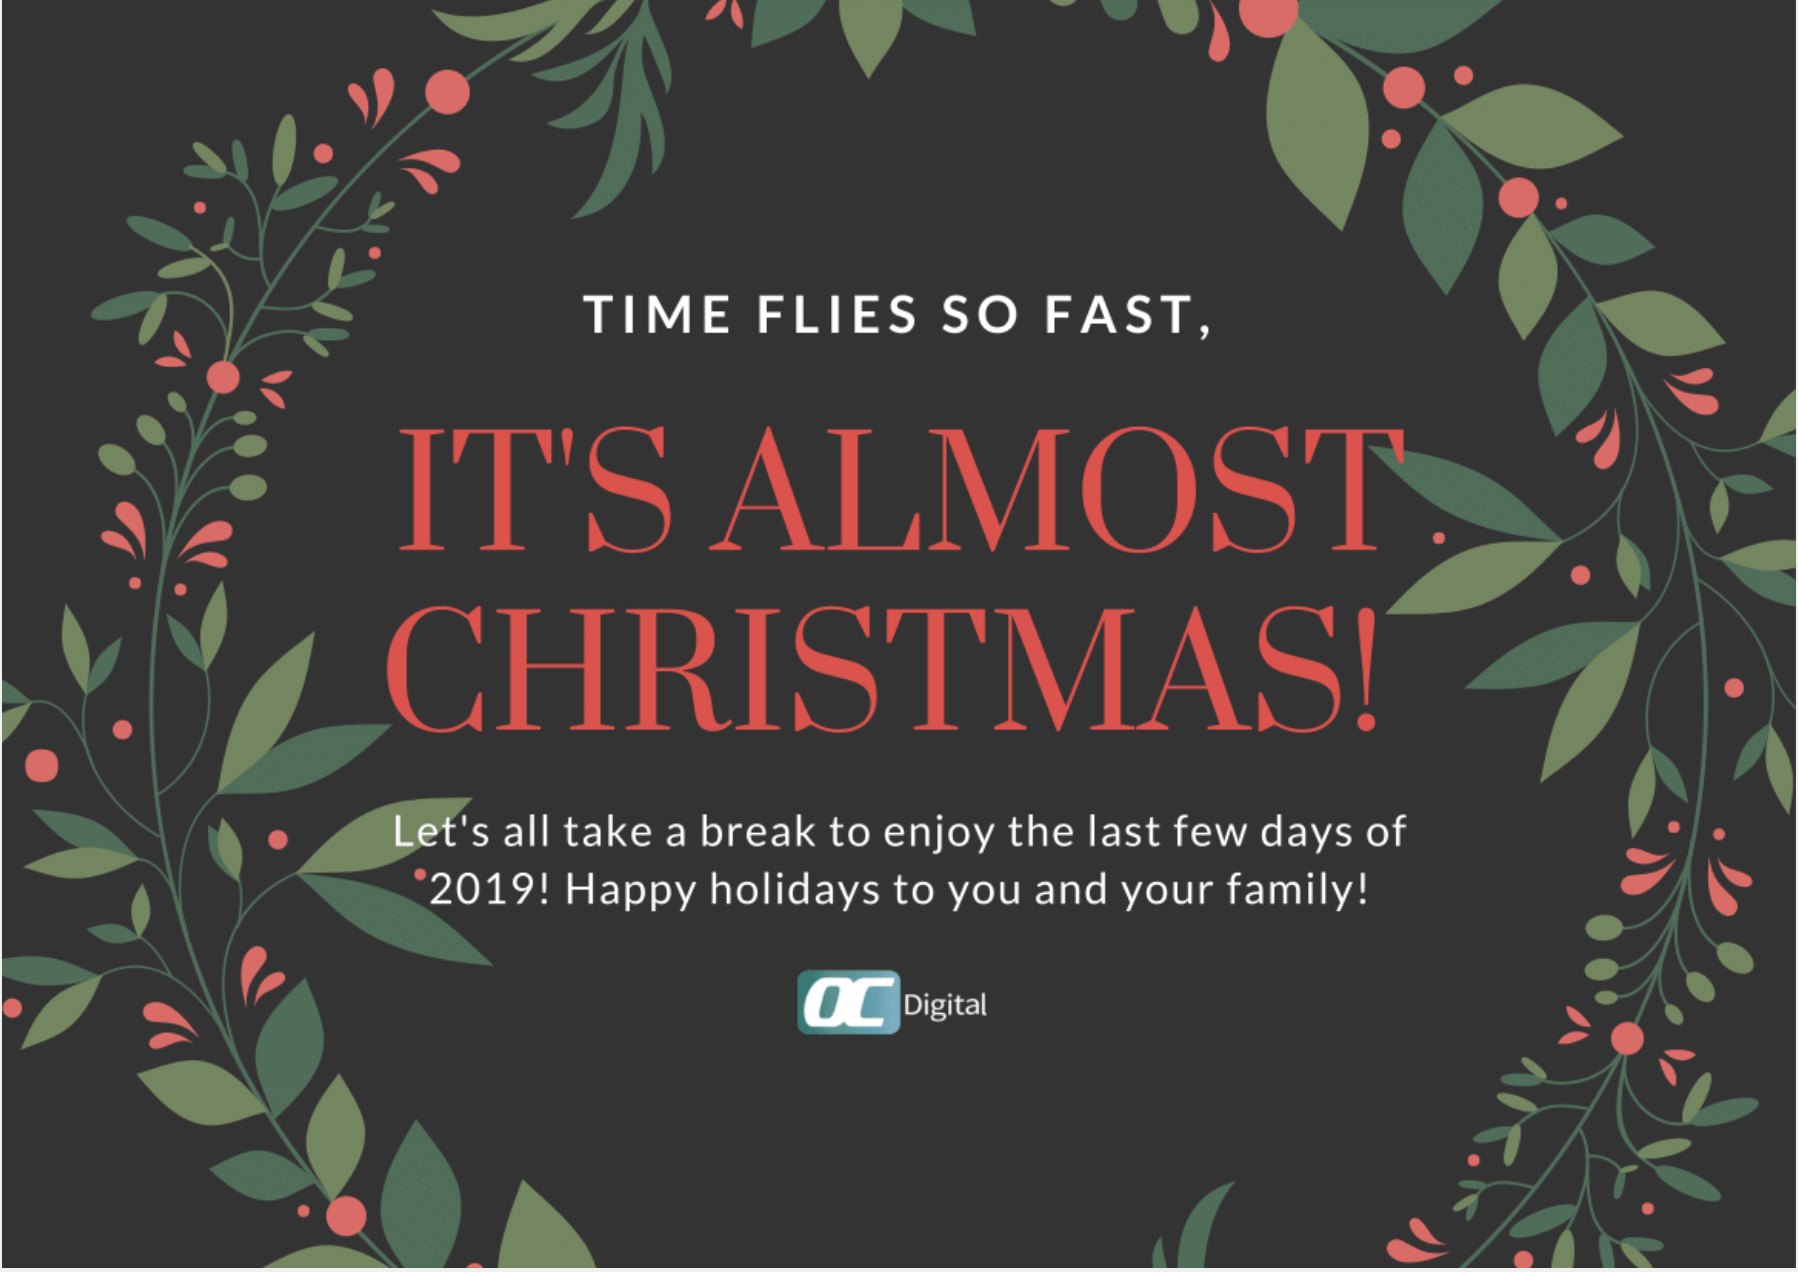 TIME FLIES SO FAST,
IT'S ALMOST
CHRISTMAS!
Let's all take a break to enjoy the last few days of
2019! Happy holidays to you and your family!
OC Digital